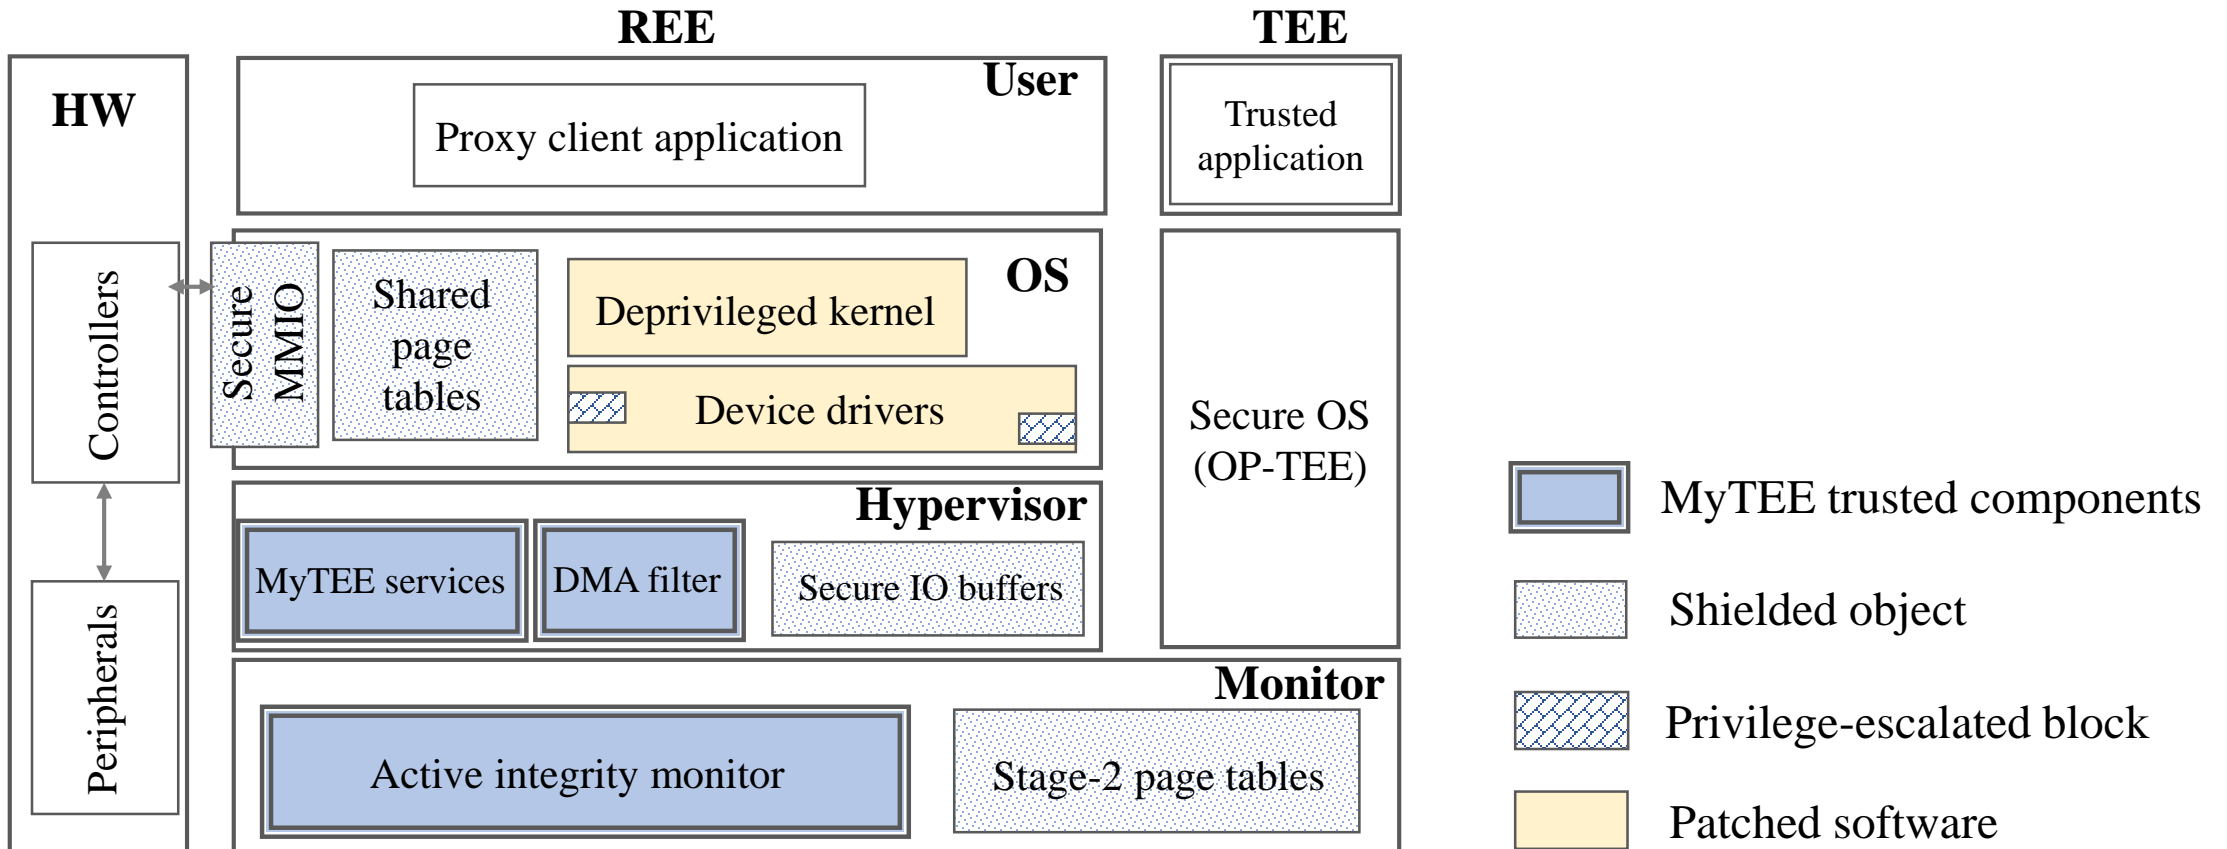 REE
TEE
HW
User
Proxy client application
Trusted
application
Controllers
Secure
MMIO
Shared
page
tables
OS
Deprivileged kernel
Device drivers
Secure OS
(OP-TEE)
Hypervisor
MyTEE services
DMA filter
Secure IO buffers
Peripherals
Monitor
Active integrity monitor
Stage-2 page tables
MyTEE trusted components
Shielded object
Privilege-escalated block
Patched software